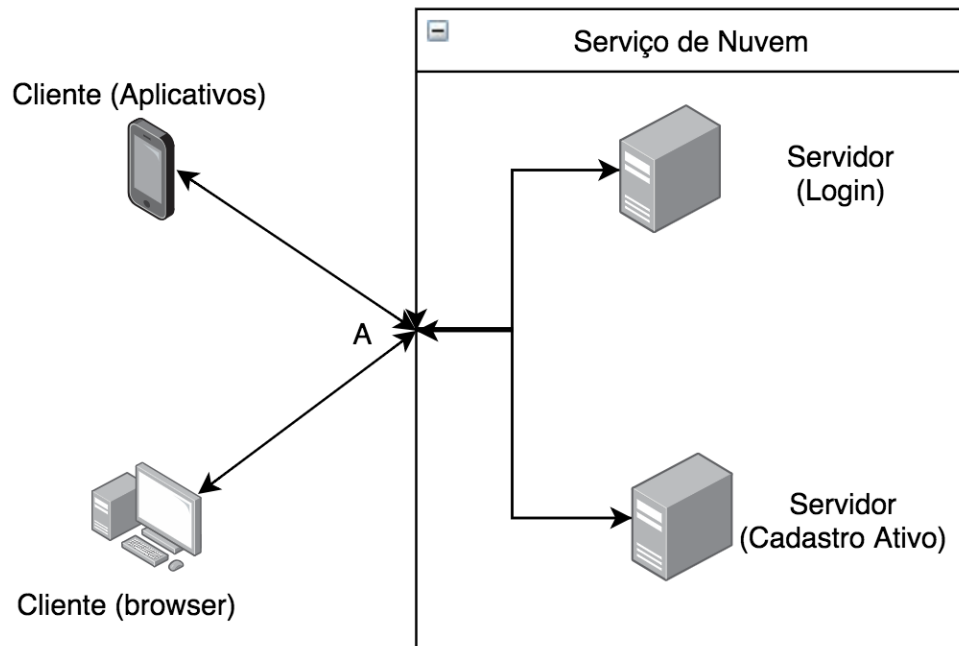 Serviço de Nuvem
Cliente (Aplicativos)
Servidor
(Login)
A
Servidor
(Cadastro Ativo)
Cliente (browser)